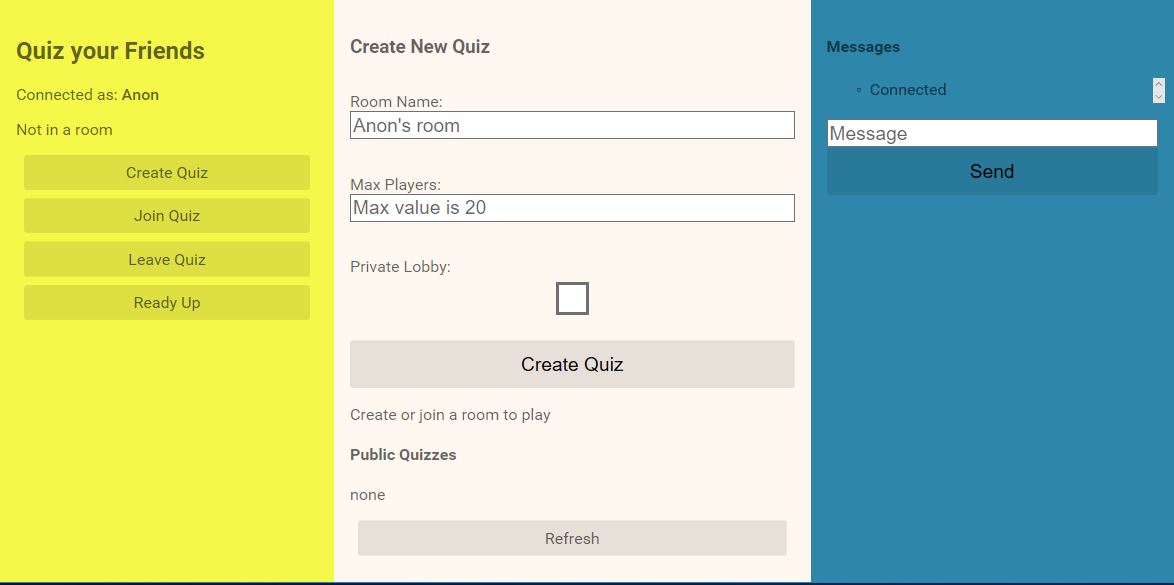 Quiz your Friends
Connected as: Anon
Not in a room
Create Quiz
Join Quiz
Leave Quiz
Ready Up
Create New Quiz
Room Name:
Anon's room
Max Players:
Max value is 20
Private Lobby:
Create Quiz
Create or join a room to play
Public Quizzes
none
Refresh
Messages
Connected
Message
Send